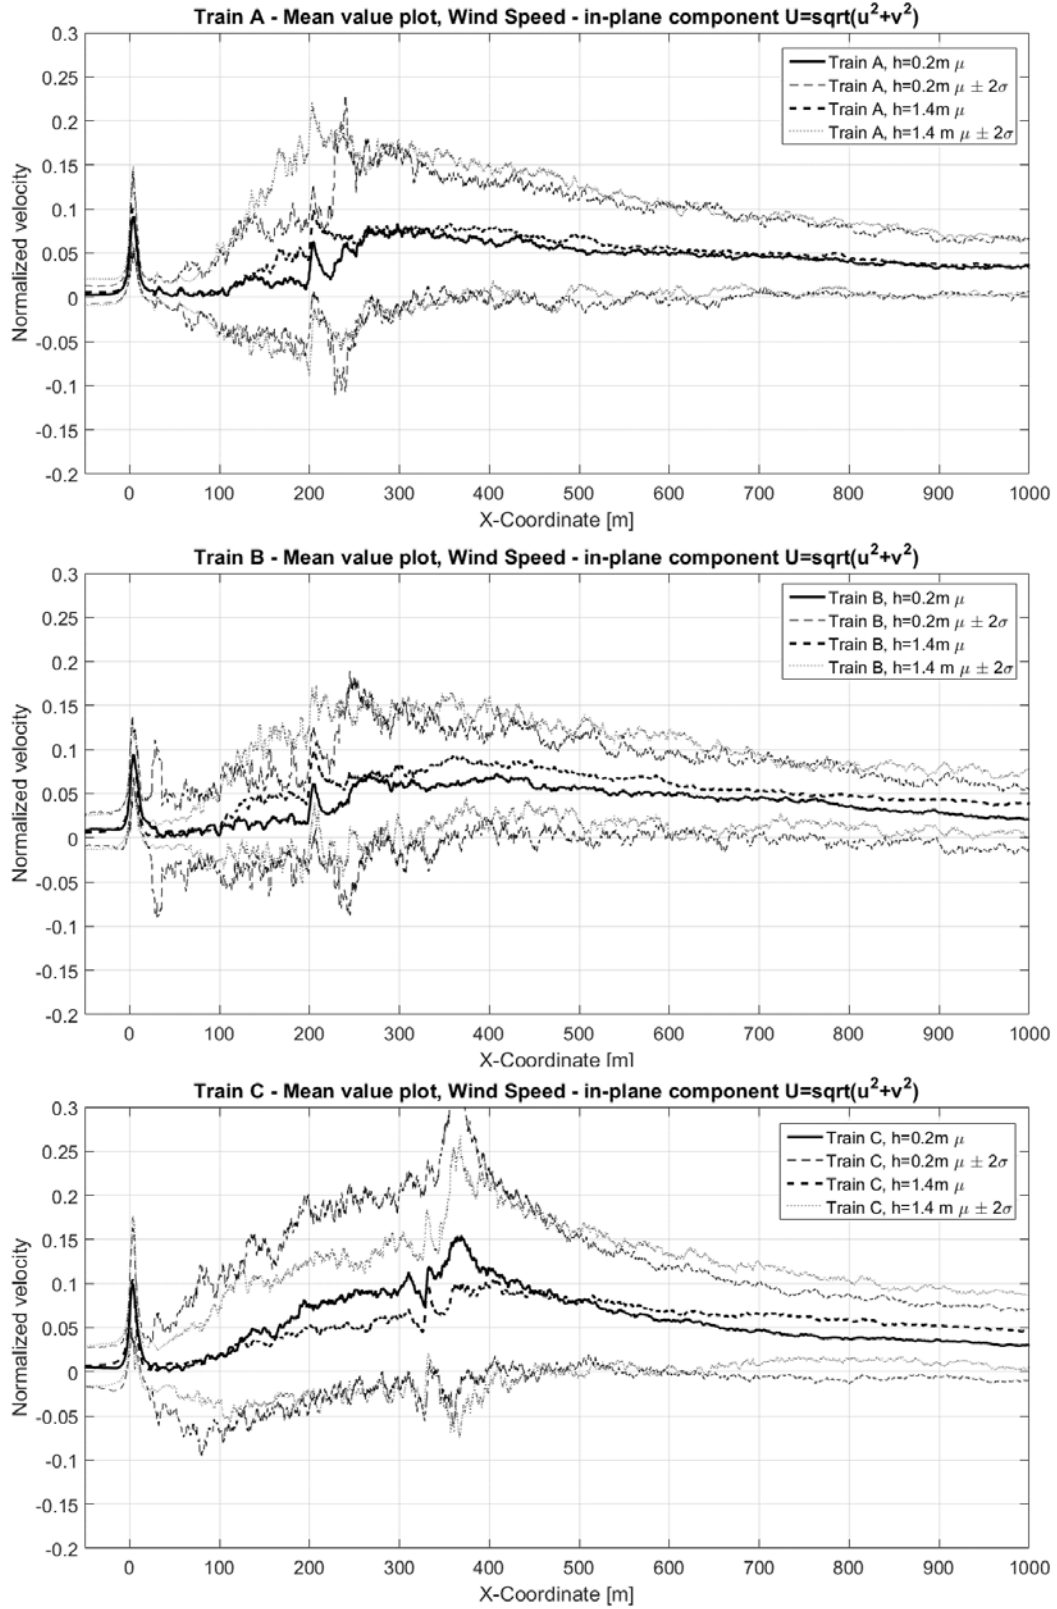 Train A - Mean value plot, Wind Speed - in-plane component U=sqrt(u²+v²)
0.3
0.25
0.2
0.15
0.1
0.05
0
-0.05
-0.1
-0.15
-0.2
Normalized velocity
Train A, h=0.2m μ
Train A, h=0.2m μ ± 2σ
Train A, h=1.4m μ
Train A, h=1.4 m μ ± 2σ
0 100 200 300 400 500 600 700 800 900 1000
X-Coordinate [m]
Train B - Mean value plot, Wind Speed - in-plane component U=sqrt(u²+v²)
0.3
0.25
0.2
0.15
0.1
0.05
0
-0.05
-0.1
-0.15
-0.2
Normalized velocity
Train B, h=0.2m μ
Train B, h=0.2m μ ± 2σ
Train B, h=1.4m μ
Train B, h=1.4 m μ ± 2σ
0 100 200 300 400 500 600 700 800 900 1000
X-Coordinate [m]
Train C - Mean value plot, Wind Speed - in-plane component U=sqrt(u²+v²)
0.3
0.25
0.2
0.15
0.1
0.05
0
-0.05
-0.1
-0.15
-0.2
Normalized velocity
Train C, h=0.2m μ
Train C, h=0.2m μ ± 2σ
Train C, h=1.4m μ
Train C, h=1.4 m μ ± 2σ
0 100 200 300 400 500 600 700 800 900 1000
X-Coordinate [m]